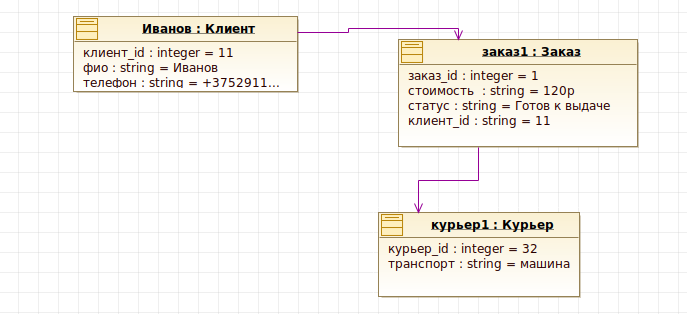 Иванов : Клиент
клиент_id : integer = 11
фио : string = Иванов
телефон : string = +3752911...
заказ1 : Заказ
заказ_id : integer = 1
стоимость  : string = 120р
статус : string = Готов к выдаче
клиент_id : string = 11
курьер1 : Курьер
курьер_id : integer = 32
транспорт : string = машина